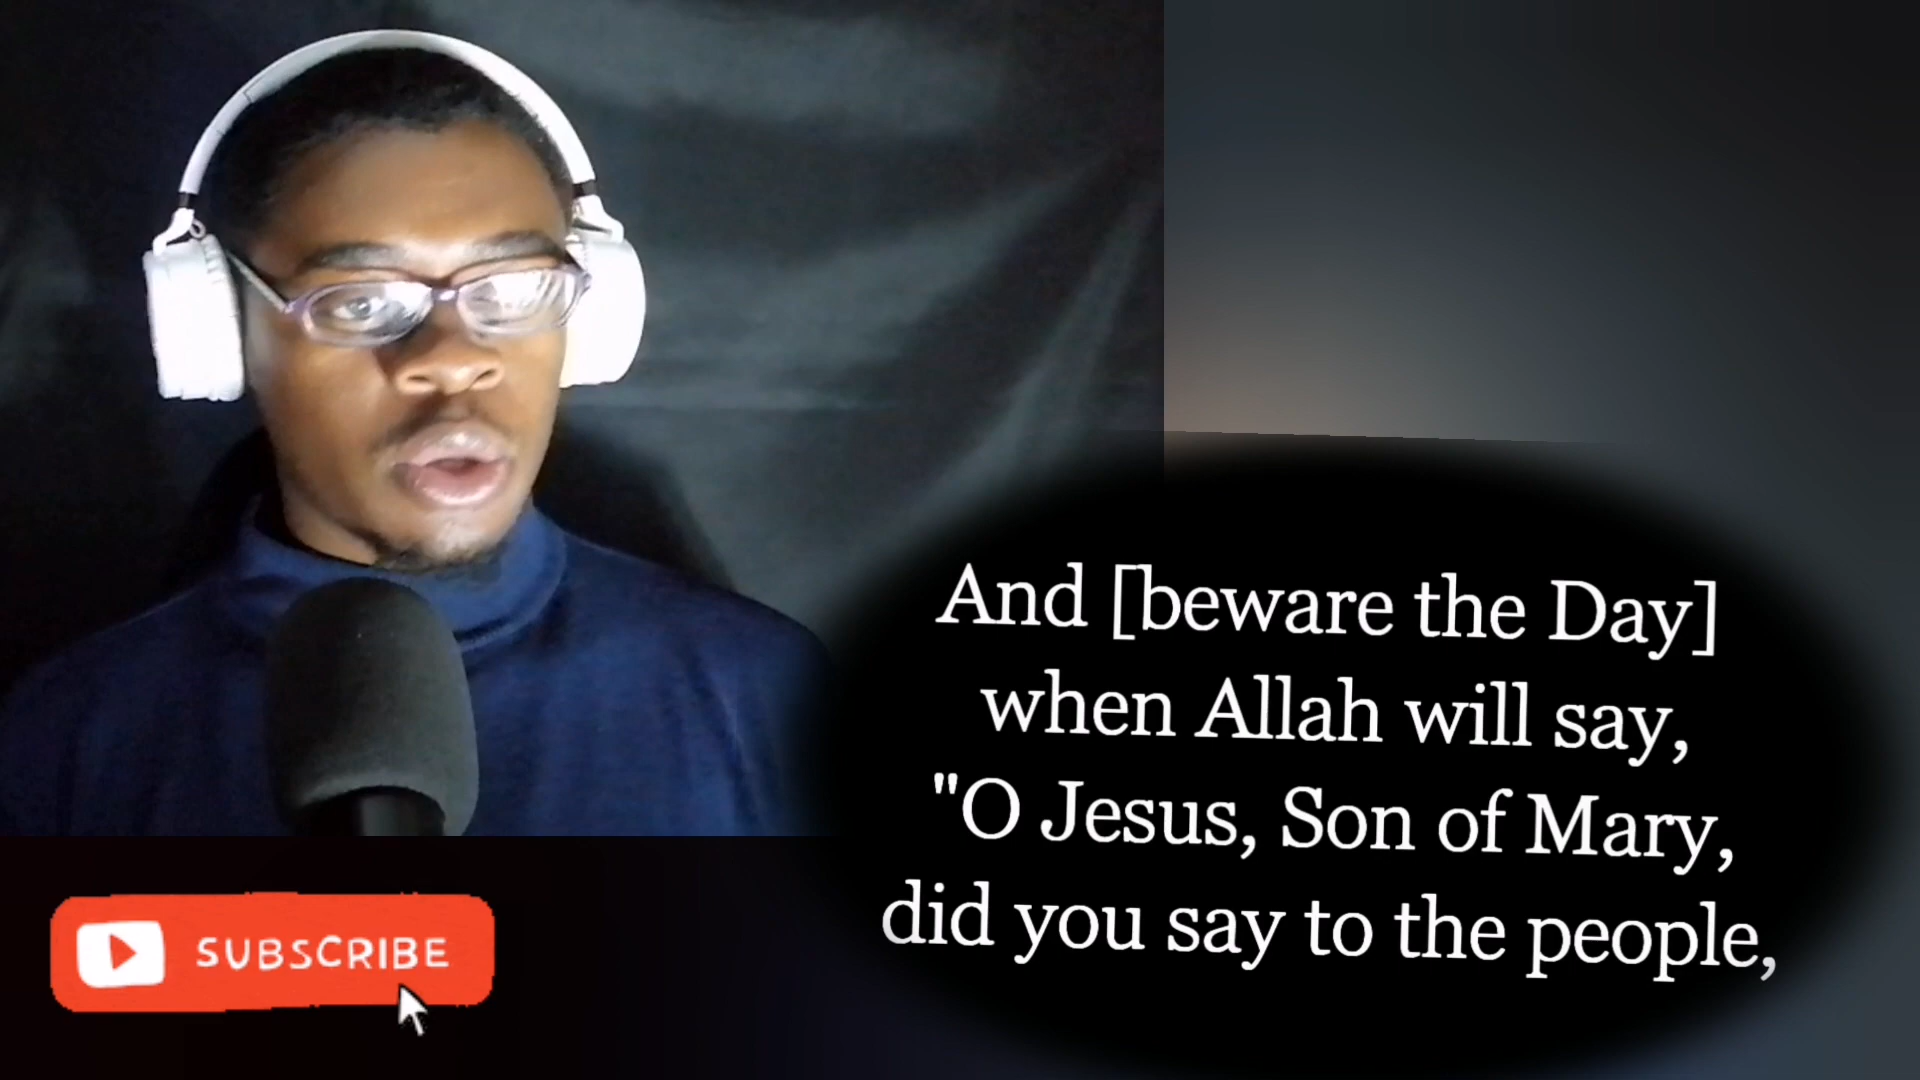 And [beware the Day]
when Allah will say,
"O Jesus, Son of Mary,
did you say to the people,
SUBSCRIBE